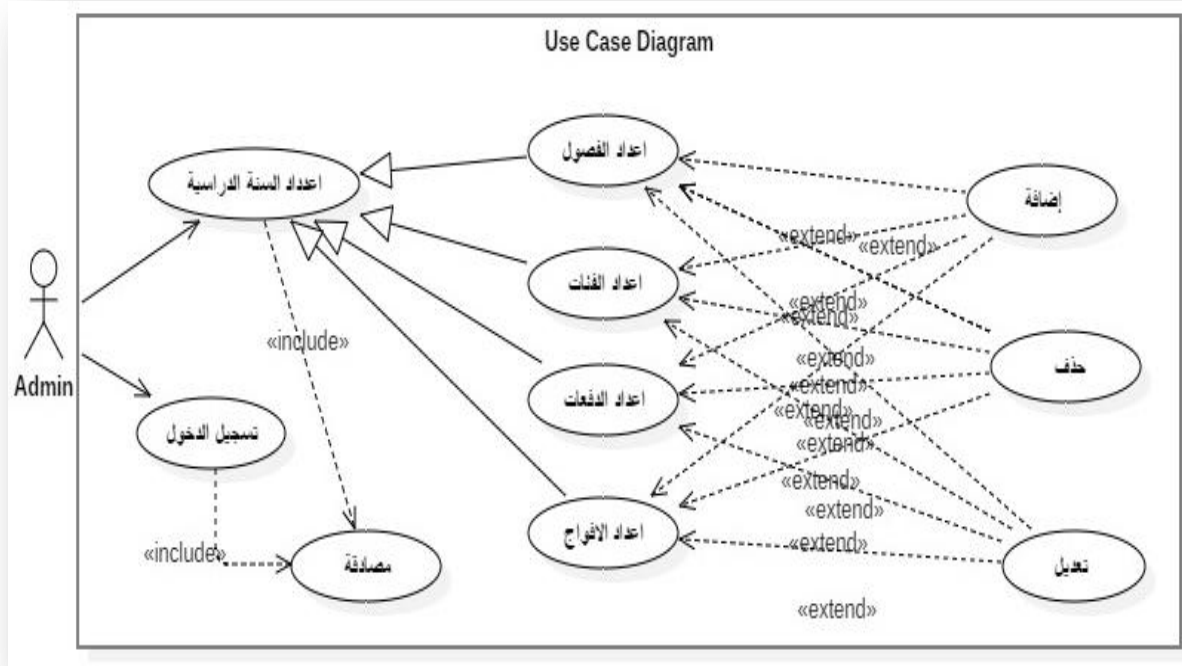 Use Case Diagram
اعداد الفصول
اعدداد السنة الدراسية
إضافة
«extend»
«extend»
اعداد الفئات
«extend»
«extend»
«include»
«extend»
حذف
Admin
«extend»
اعداد الدفعات
«extend»
«extend»
تسجيل الدخول
«extend»
«extend»
«extend»
اعداد الافواج
«extend»
«include»
مصادقة
تعديل
«extend»